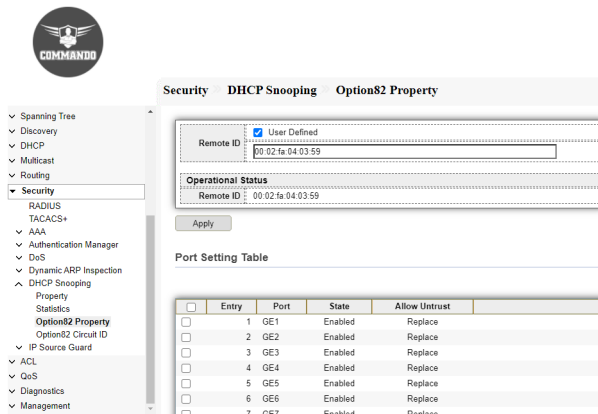 COMMANDO
Security » DHCP Snooping » Option82 Property
Spanning Tree
Discovery
DHCP
Multicast
Routing
Security
RADIUS
TACACS+
AAA
Authentication Manager
DoS
Dynamic ARP Inspection
DHCP Snooping
Property
Statistics
Option82 Property
Option82 Circuit ID
IP Source Guard
ACL
QoS
Diagnostics
Management
Remote ID
User Defined
00:02:fa:04:03:59
Operational Status
Remote ID 00:02:fa:04:03:59
Apply
Port Setting Table
Entry Port State Allow Untrust
1 GE1 Enabled Replace
2 GE2 Enabled Replace
3 GE3 Enabled Replace
4 GE4 Enabled Replace
5 GE5 Enabled Replace
6 GE6 Enabled Replace
7 GE7 Enabled Replace